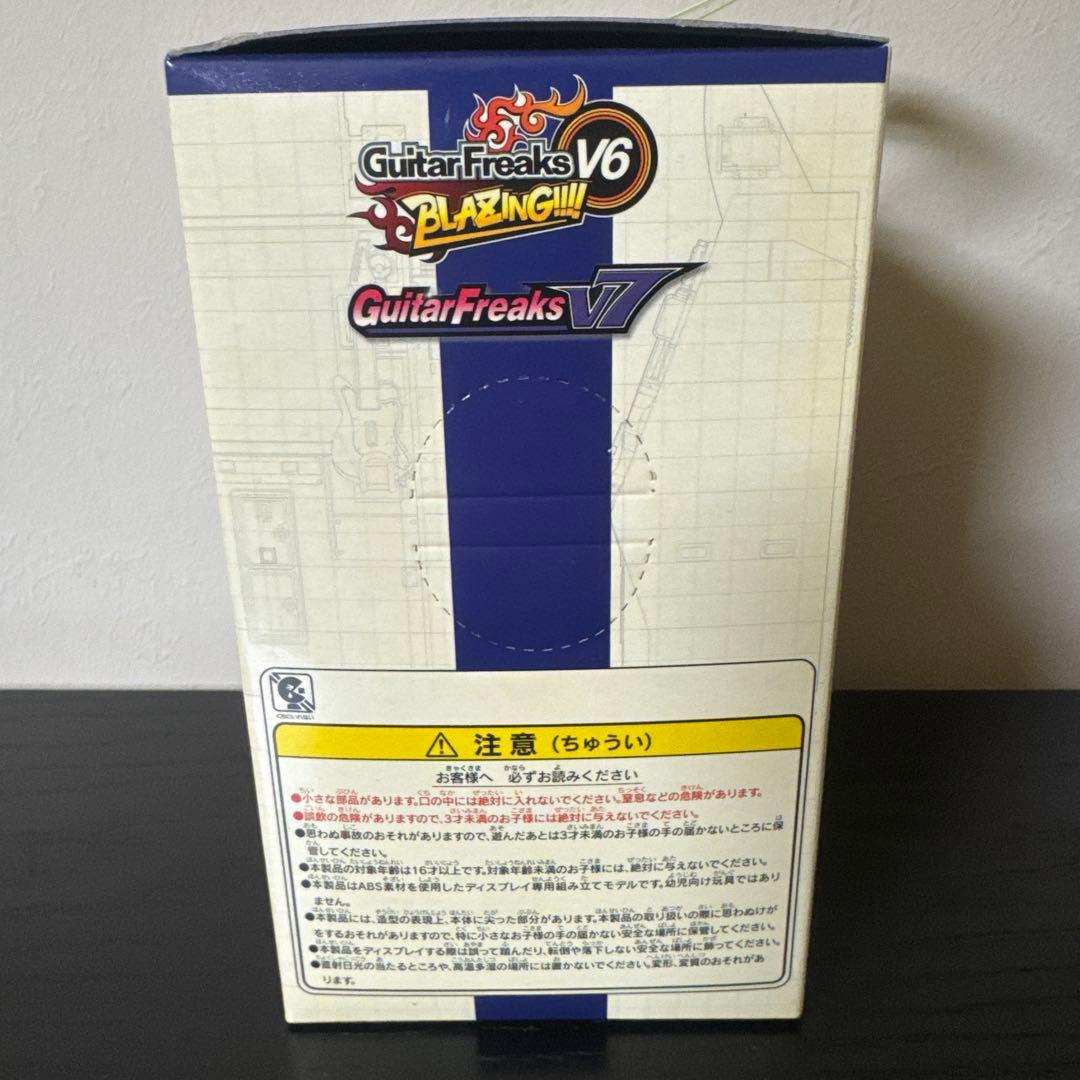 GuitarFreaks V6
BLAZING!!!!
GuitarFreaks V7
くちにいれない
⚠ 注意(ちゅうい)
お客様へ 必ずお読みください
●小さな部品があります。口の中には絶対に入れないでください。窒息などの危険があります。
●誤飲の危険がありますので、3才未満のお子様には絶対に与えないでください。
●思わぬ事故のおそれがありますので、遊んだあとは3才未満のお子様の手の届かないところに保
管してください。
●本製品の対象年齢は16才以上です。対象年齢未満のお子様には、絶対に与えないでください。
●本製品はABS素材を使用したディスプレイ専用組み立てモデルです。幼児向け玩具ではあり
ません。
●本製品には、造型の表現上、本体に尖った部分があります。本製品の取り扱いの際に思わぬけが
をするおそれがありますので、特に小さなお子様の手の届かない安全な場所に保管してください。
●本製品をディスプレイする際は誤って踏んだり、転倒や落下しない安全な場所に飾ってください。
●直射日光の当たるところや、高温多湿の場所には置かないでください。変形、変質のおそれがあ
ります。